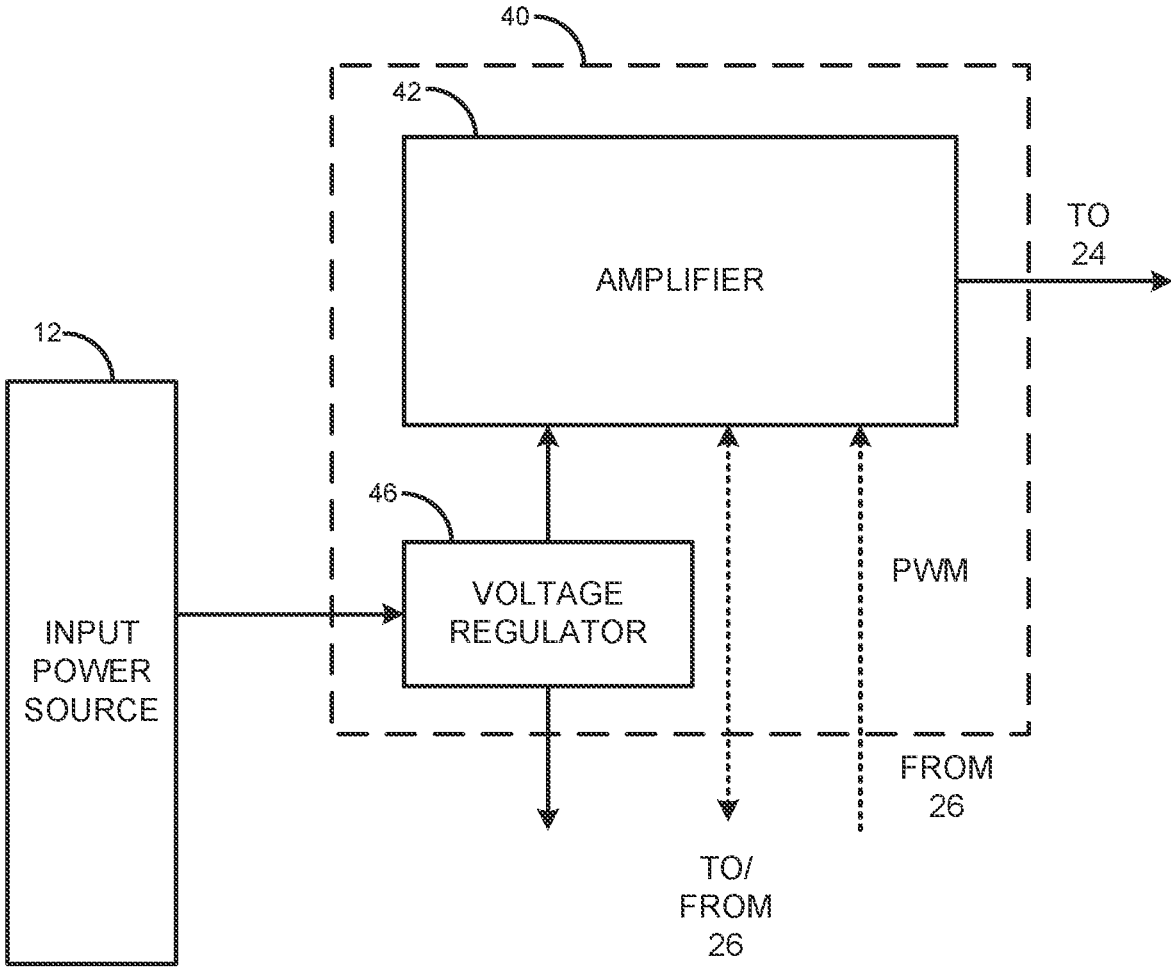 40
42
TO
24
AMPLIFIER
12
46
PWM
VOLTAGE
REGULATOR
INPUT
POWER
SOURCE
FROM
26
TO/
FROM
26